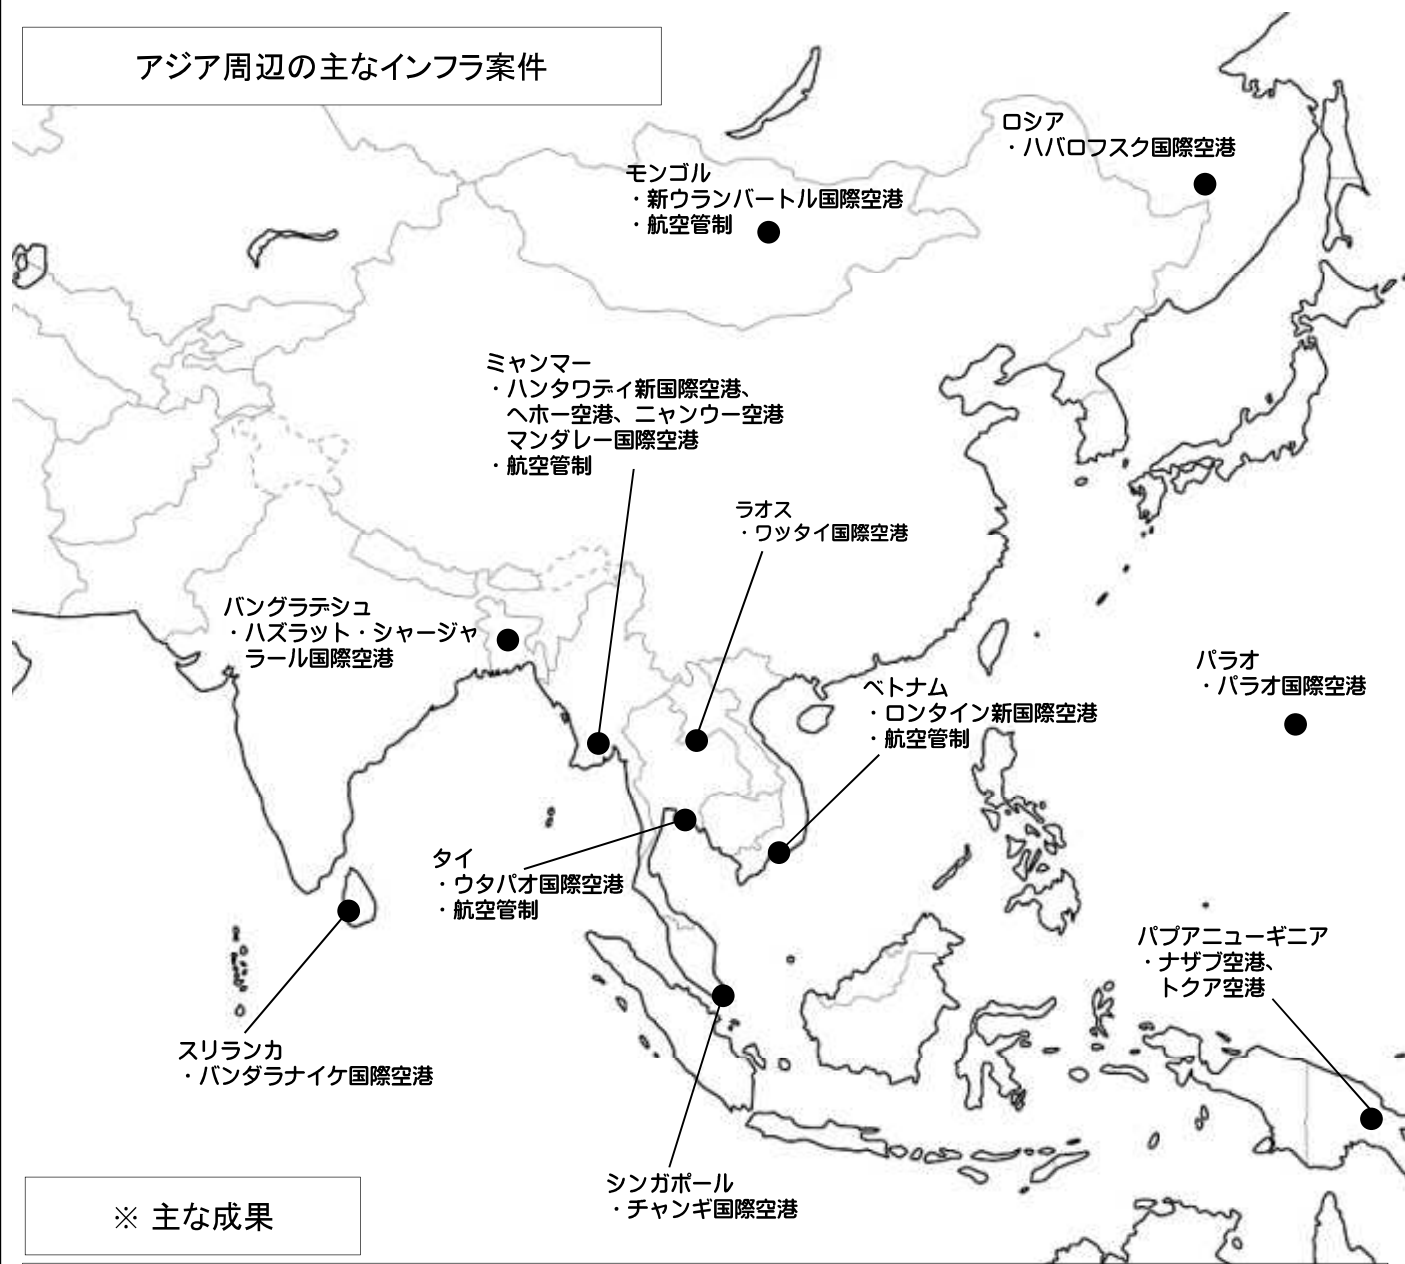 アジア周辺の主なインフラ案件
ロシア
・ハバロフスク国際空港
モンゴル
・新ウランバートル国際空港
・航空管制
ミャンマー
・ハンタワディ新国際空港、
ヘホー空港、ニャンウー空港
マンダレー国際空港
・航空管制
ラオス
・ワッタイ国際空港
バングラデシュ
・ハズラット・シャージャ
ラール国際空港
パラオ
・パラオ国際空港
ベトナム
・ロンタイン新国際空港
・航空管制
タイ
・ウタパオ国際空港
・航空管制
パプアニューギニア
・ナザブ空港、
トクア空港
スリランカ
・バンダラナイケ国際空港
シンガポール
・チャンギ国際空港
※ 主な成果